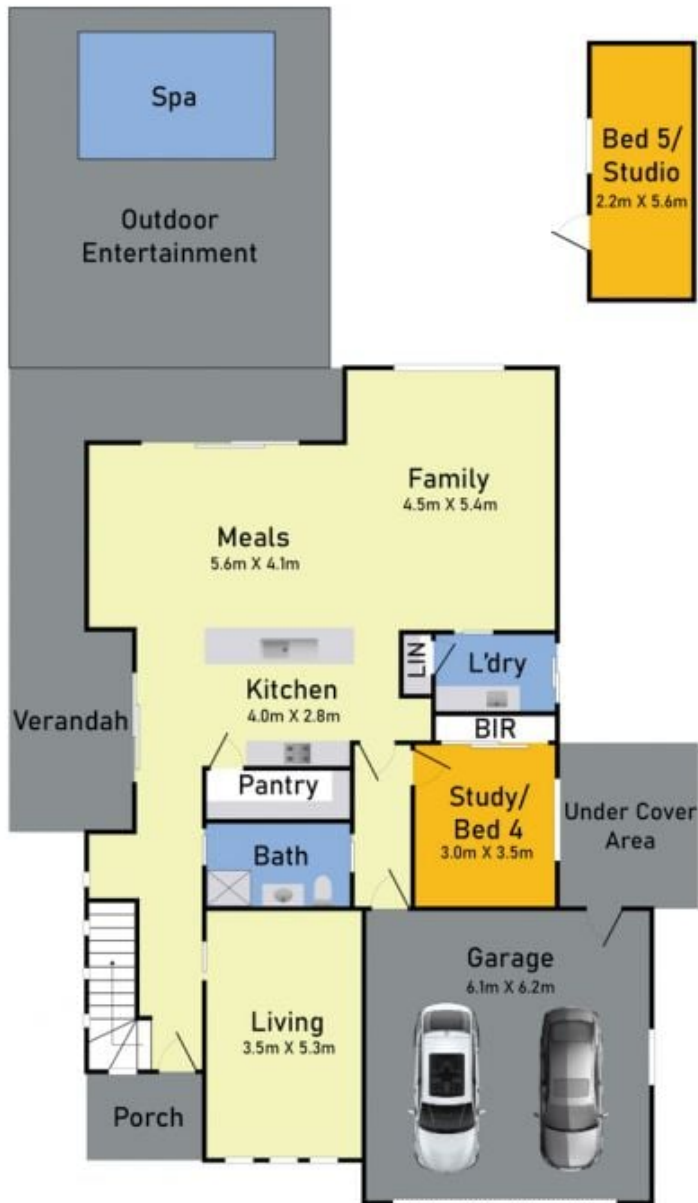 Spa
Outdoor
Entertainment
Bed 5/
Studio
2.2m X 5.6m
Family
4.5m X 5.4m
Meals
5.6m X 4.1m
LIN
L'dry
Kitchen
4.0m X 2.8m
Verandah
BIR
Pantry
Study/
Bed 4
3.0m X 3.5m
Under Cover
Area
Bath
Garage
6.1m X 6.2m
Living
3.5m X 5.3m
Porch